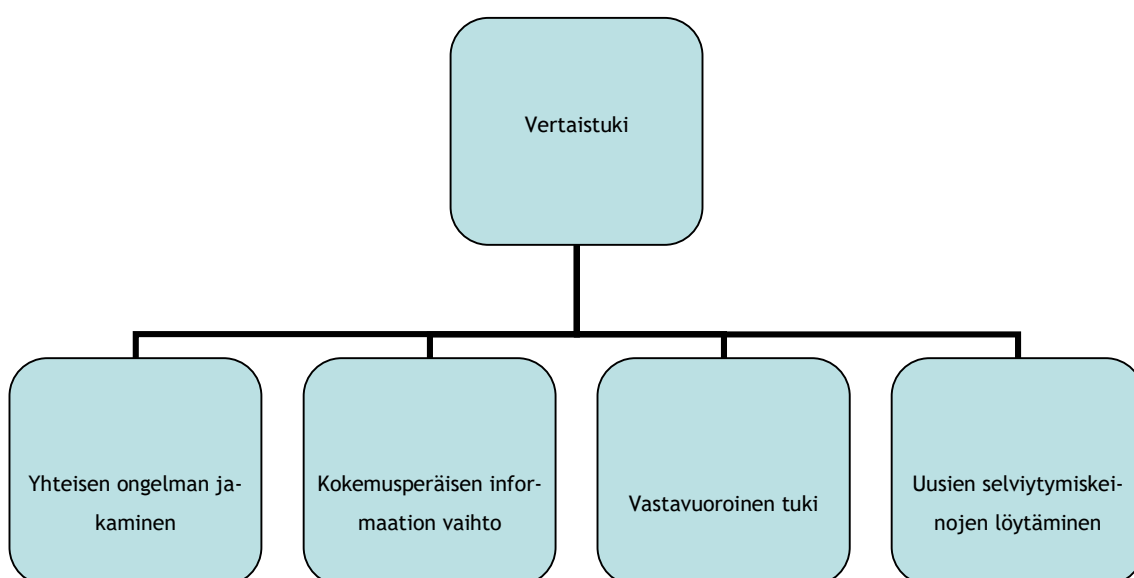 Vertaistuki
Yhteisen ongelman ja-
kaminen
Kokemusperäisen infor-
maation vaihto
Vastavuoroinen tuki
Uusien selviytymiskei-
nojen löytäminen